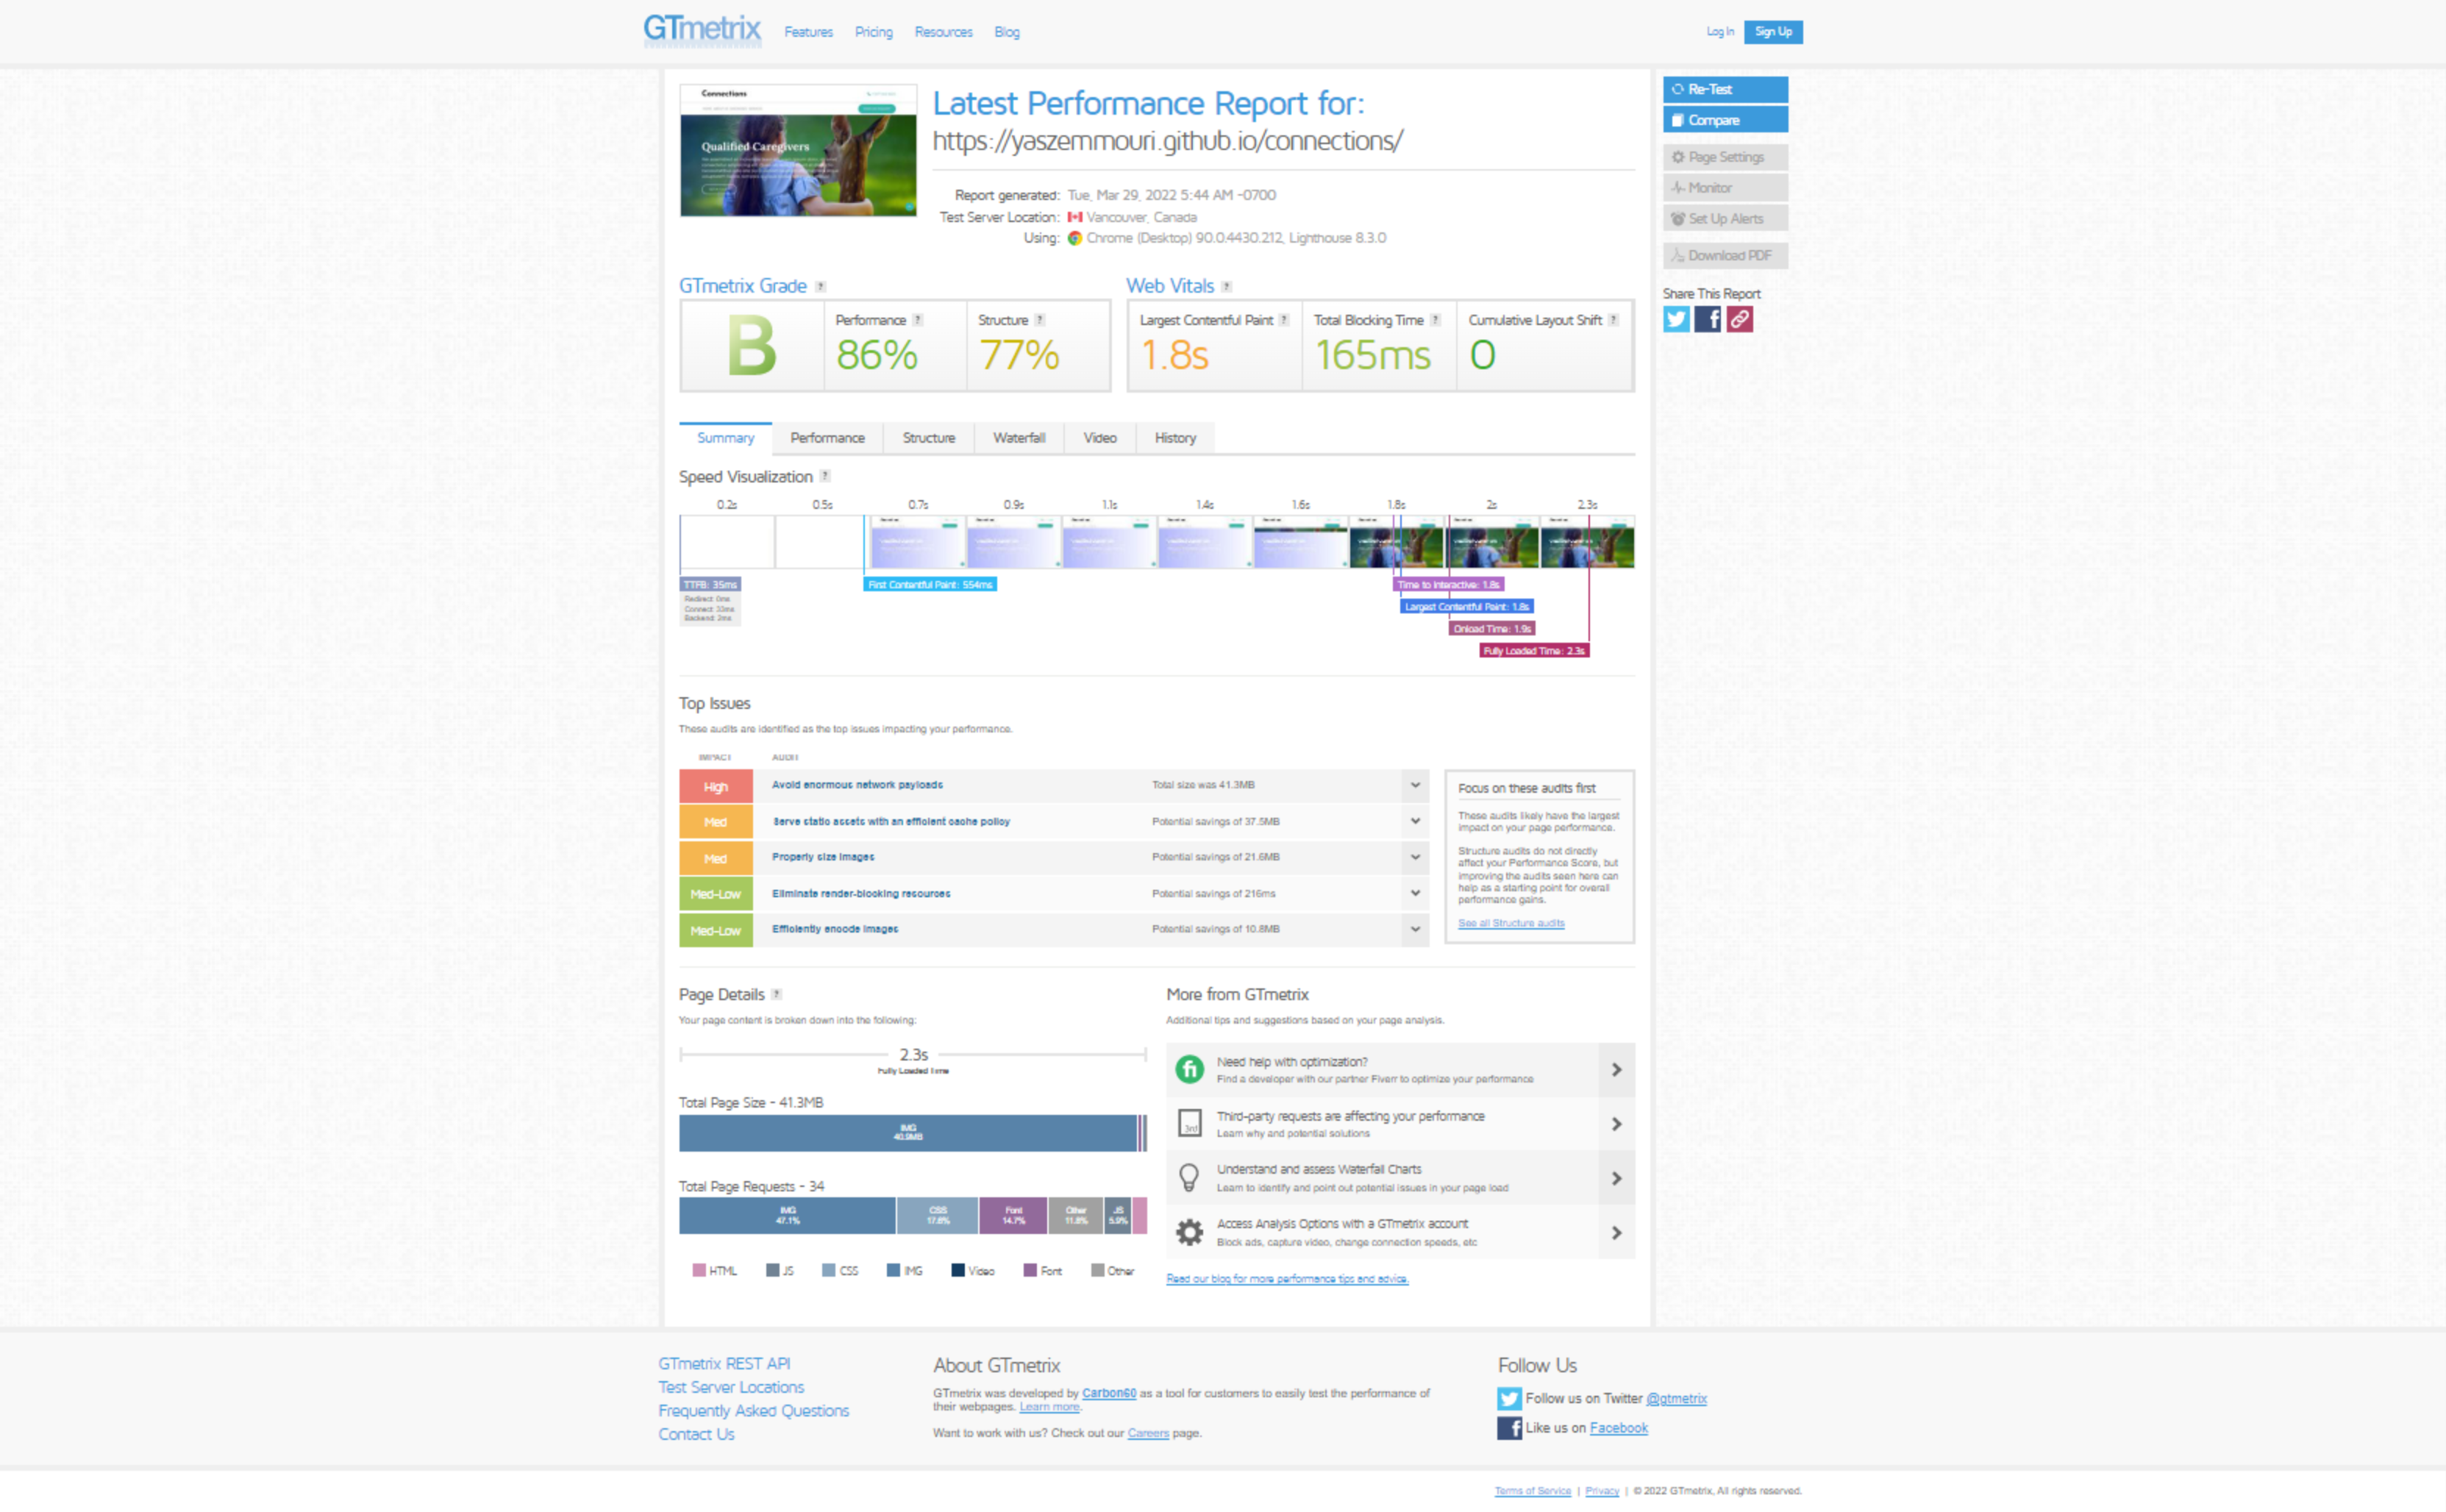 GTmetrix Features Pricing Resources Blog Log In Sign Up
Connections
Qualified Caregivers
Latest Performance Report for:
https://yaszemmouri.github.io/connections/
Report generated: Tue, Mar 29, 2022 5:44 AM -0700
Test Server Location: Vancouver, Canada
Using: Chrome (Desktop) 90.0.4430.212, Lighthouse 8.3.0
Re-Test
Compare
Page Settings
Monitor
Set Up Alerts
Download PDF
Share This Report
GTmetrix Grade ?
B
Performance ?
86%
Structure ?
77%
Web Vitals ?
Largest Contentful Paint ?
1.8s
Total Blocking Time ?
165ms
Cumulative Layout Shift ?
0
Summary Performance Structure Waterfall Video History
Speed Visualization ?
0.2s 0.5s 0.7s 0.9s 1.1s 1.4s 1.6s 1.8s 2s 2.3s
TTFB: 35ms
Redirect: 0ms
Connect: 33ms
Backend: 2ms
First Contentful Paint: 554ms
Time to Interactive: 1.8s
Largest Contentful Paint: 1.8s
Onload Time: 1.9s
Fully Loaded Time: 2.3s
Top Issues
These audits are identified as the top issues impacting your performance.
IMPACT AUDIT
High Avoid enormous network payloads Total size was 41.3MB
Med Serve static assets with an efficient cache policy Potential savings of 37.5MB
Med Properly size images Potential savings of 21.6MB
Med-Low Eliminate render-blocking resources Potential savings of 216ms
Med-Low Efficiently encode images Potential savings of 10.8MB
Focus on these audits first
These audits likely have the largest
impact on your page performance.
Structure audits do not directly
affect your Performance Score, but
improving the audits seen here can
help as a starting point for overall
performance gains.
See all Structure audits
Page Details ?
Your page content is broken down into the following:
2.3s
Fully Loaded Time
Total Page Size - 41.3MB
IMG
40.9MB
Total Page Requests - 34
IMG
47.1%
CSS
17.6%
Font
14.7%
Other
11.8%
JS
5.9%
HTML JS CSS IMG Video Font Other
More from GTmetrix
Additional tips and suggestions based on your page analysis.
fi
Need help with optimization?
Find a developer with our partner Fiverr to optimize your performance
3rd
Third-party requests are affecting your performance
Learn why and potential solutions
Understand and assess Waterfall Charts
Learn to identify and point out potential issues in your page load
Access Analysis Options with a GTmetrix account
Block ads, capture video, change connection speeds, etc
Read our blog for more performance tips and advice.
GTmetrix REST API
Test Server Locations
Frequently Asked Questions
Contact Us
About GTmetrix
GTmetrix was developed by Carbon60 as a tool for customers to easily test the performance of
their webpages. Learn more.
Want to work with us? Check out our Careers page.
Follow Us
Follow us on Twitter @gtmetrix
Like us on Facebook
Terms of Service | Privacy | © 2022 GTmetrix, All rights reserved.